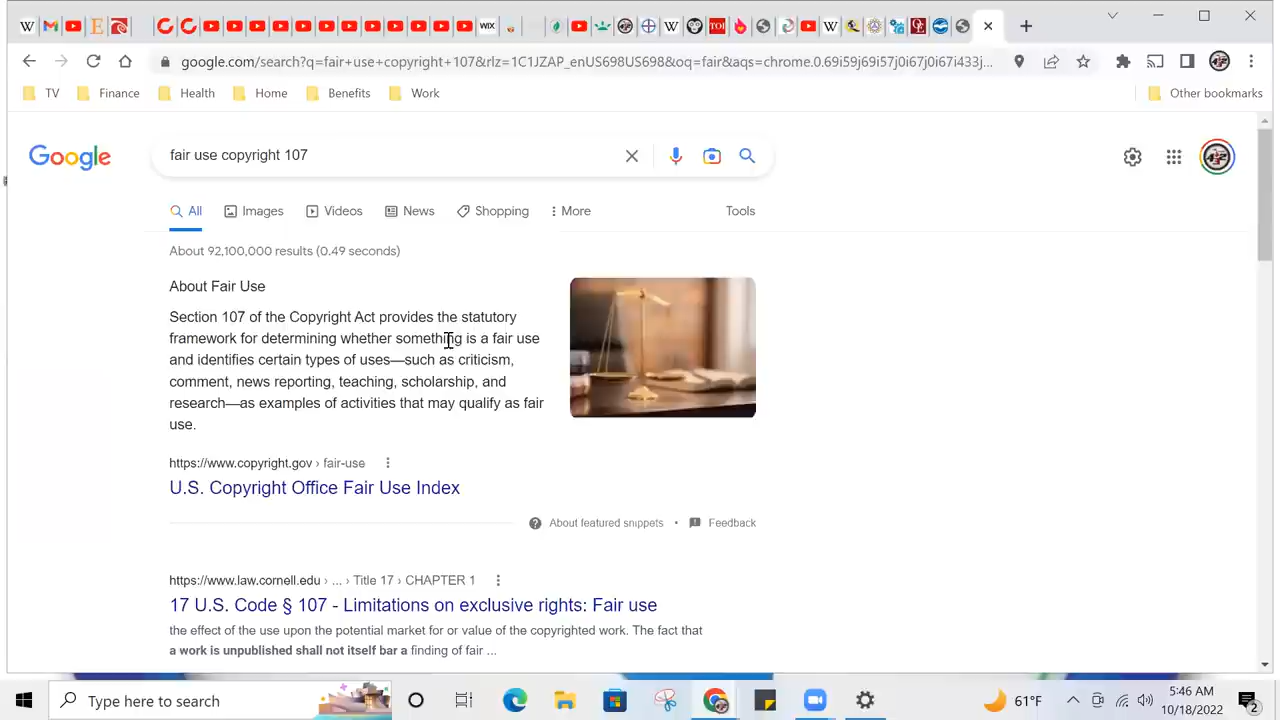 WIX
TOI
google.com/search?q=fair+use+copyright+107&rlz=1C1JZAP_enUS698US698&oq=fair&aqs=chrome.0.69i59j69i57j0i67j0i67i433j...
TV Finance Health Home Benefits Work Other bookmarks
Google fair use copyright 107
All Images Videos News Shopping More Tools
About 92,100,000 results (0.49 seconds)
About Fair Use
Section 107 of the Copyright Act provides the statutory
framework for determining whether something is a fair use
and identifies certain types of uses—such as criticism,
comment, news reporting, teaching, scholarship, and
research—as examples of activities that may qualify as fair
use.
https://www.copyright.gov › fair-use
U.S. Copyright Office Fair Use Index
About featured snippets • Feedback
https://www.law.cornell.edu › ... › Title 17 › CHAPTER 1
17 U.S. Code § 107 - Limitations on exclusive rights: Fair use
the effect of the use upon the potential market for or value of the copyrighted work. The fact that
a work is unpublished shall not itself bar a finding of fair ...
Type here to search
61°F
5:46 AM
10/18/2022
2